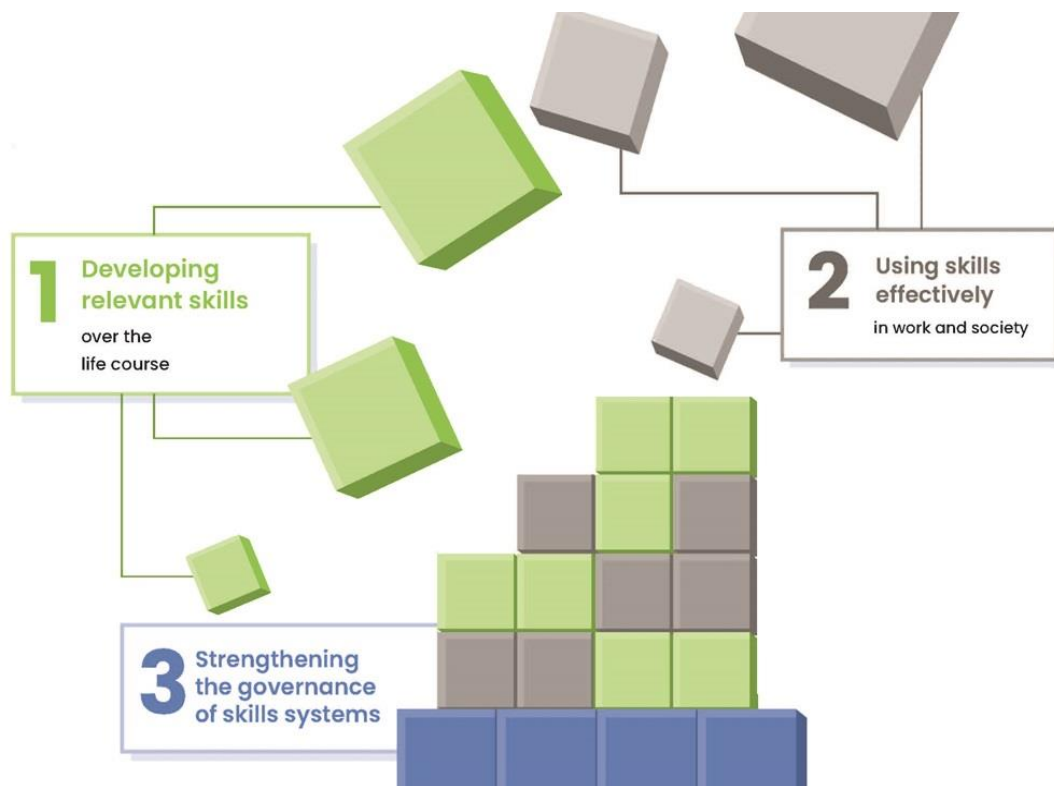 1
Developing
relevant skills
over the
life course
2
Using skills
effectively
in work and society
3
Strengthening
the governance
of skills systems